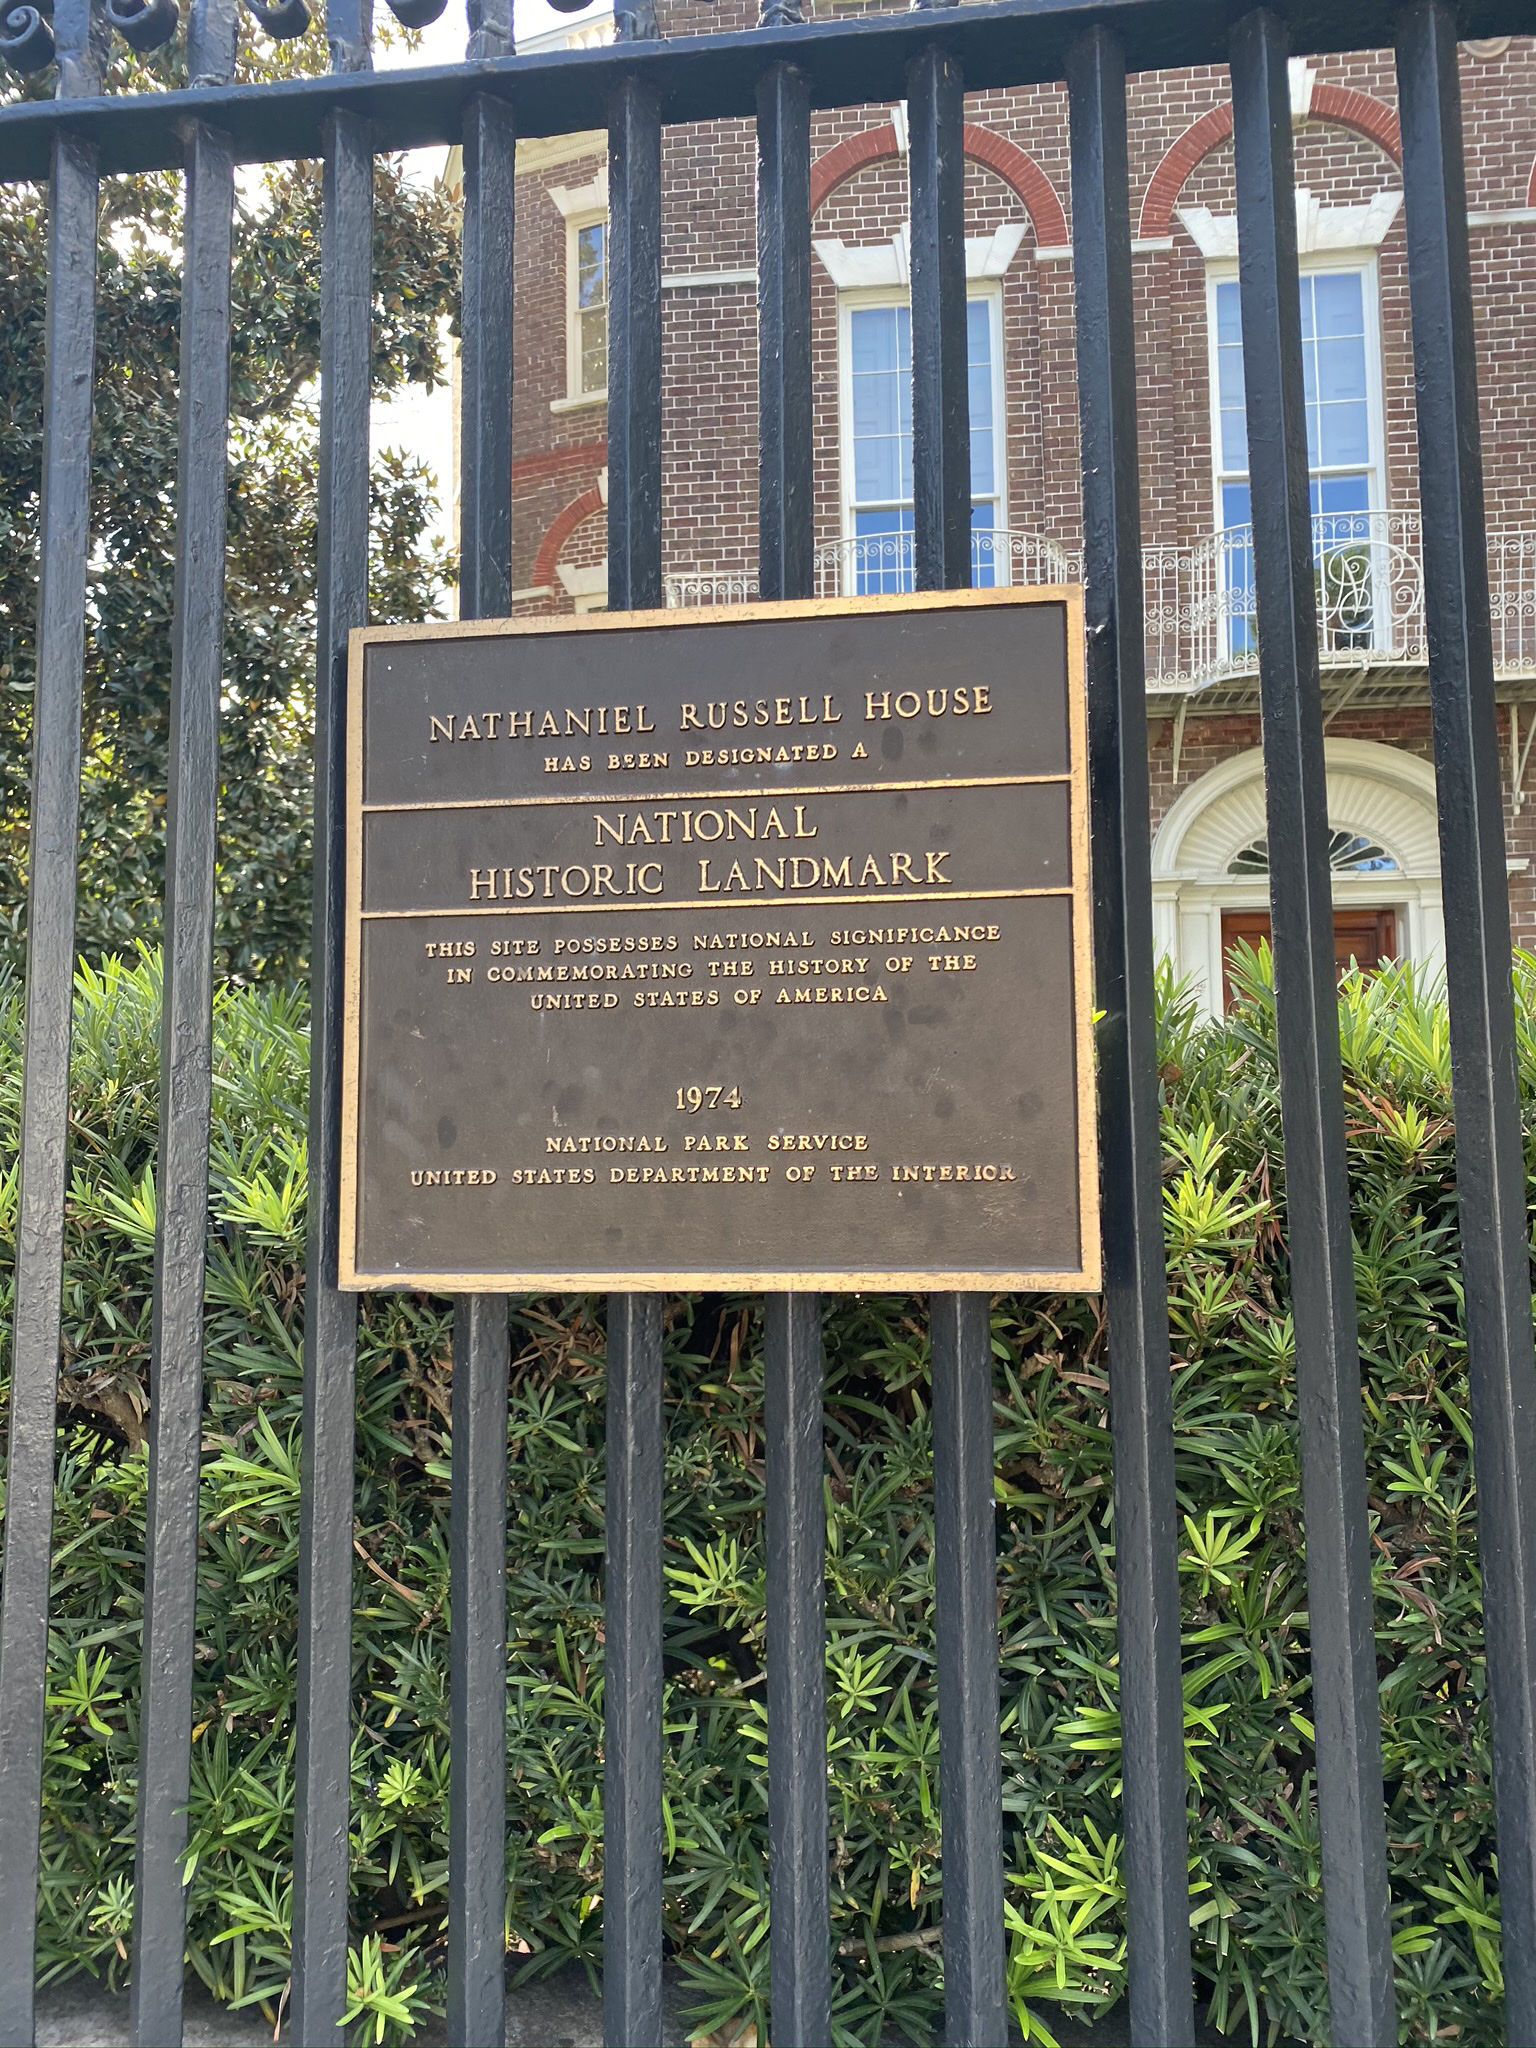 NATHANIEL RUSSELL HOUSE
HAS BEEN DESIGNATED A
NATIONAL
HISTORIC LANDMARK
THIS SITE POSSESSES NATIONAL SIGNIFICANCE
IN COMMEMORATING THE HISTORY OF THE
UNITED STATES OF AMERICA
1974
NATIONAL PARK SERVICE
UNITED STATES DEPARTMENT OF THE INTERIOR